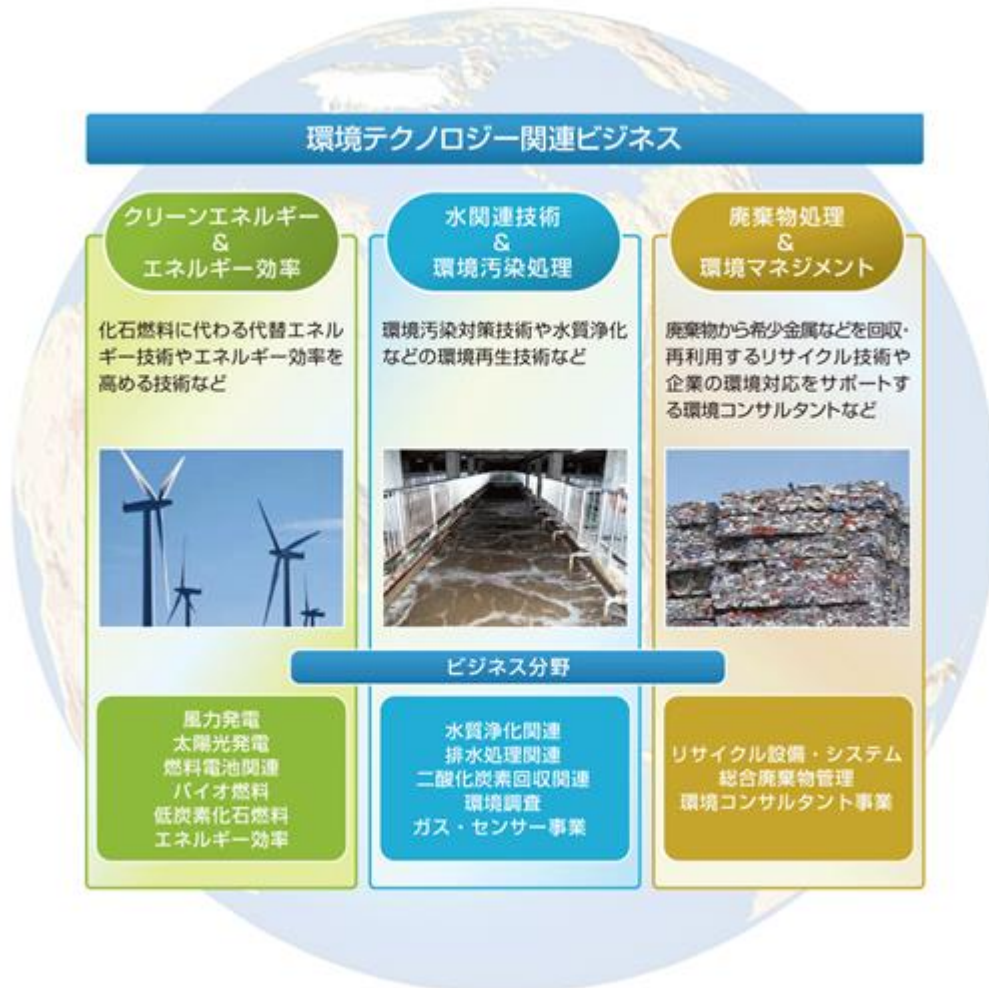 環境テクノロジー関連ビジネス
クリーンエネルギー
&
エネルギー効率
化石燃料に代わる代替エネル
ギー技術やエネルギー効率を
高める技術など
水関連技術
&
環境汚染処理
環境汚染対策技術や水質浄化
などの環境再生技術など
廃棄物処理
&
環境マネジメント
廃棄物から希少金属などを回収・
再利用するリサイクル技術や
企業の環境対応をサポートす
る環境コンサルタントなど
ビジネス分野
風力発電
太陽光発電
燃料電池関連
バイオ燃料
低炭素化石燃料
エネルギー効率
水質浄化関連
排水処理関連
二酸化炭素回収関連
環境調査
ガス・センサー事業
リサイクル設備・システム
総合廃棄物管理
環境コンサルタント事業